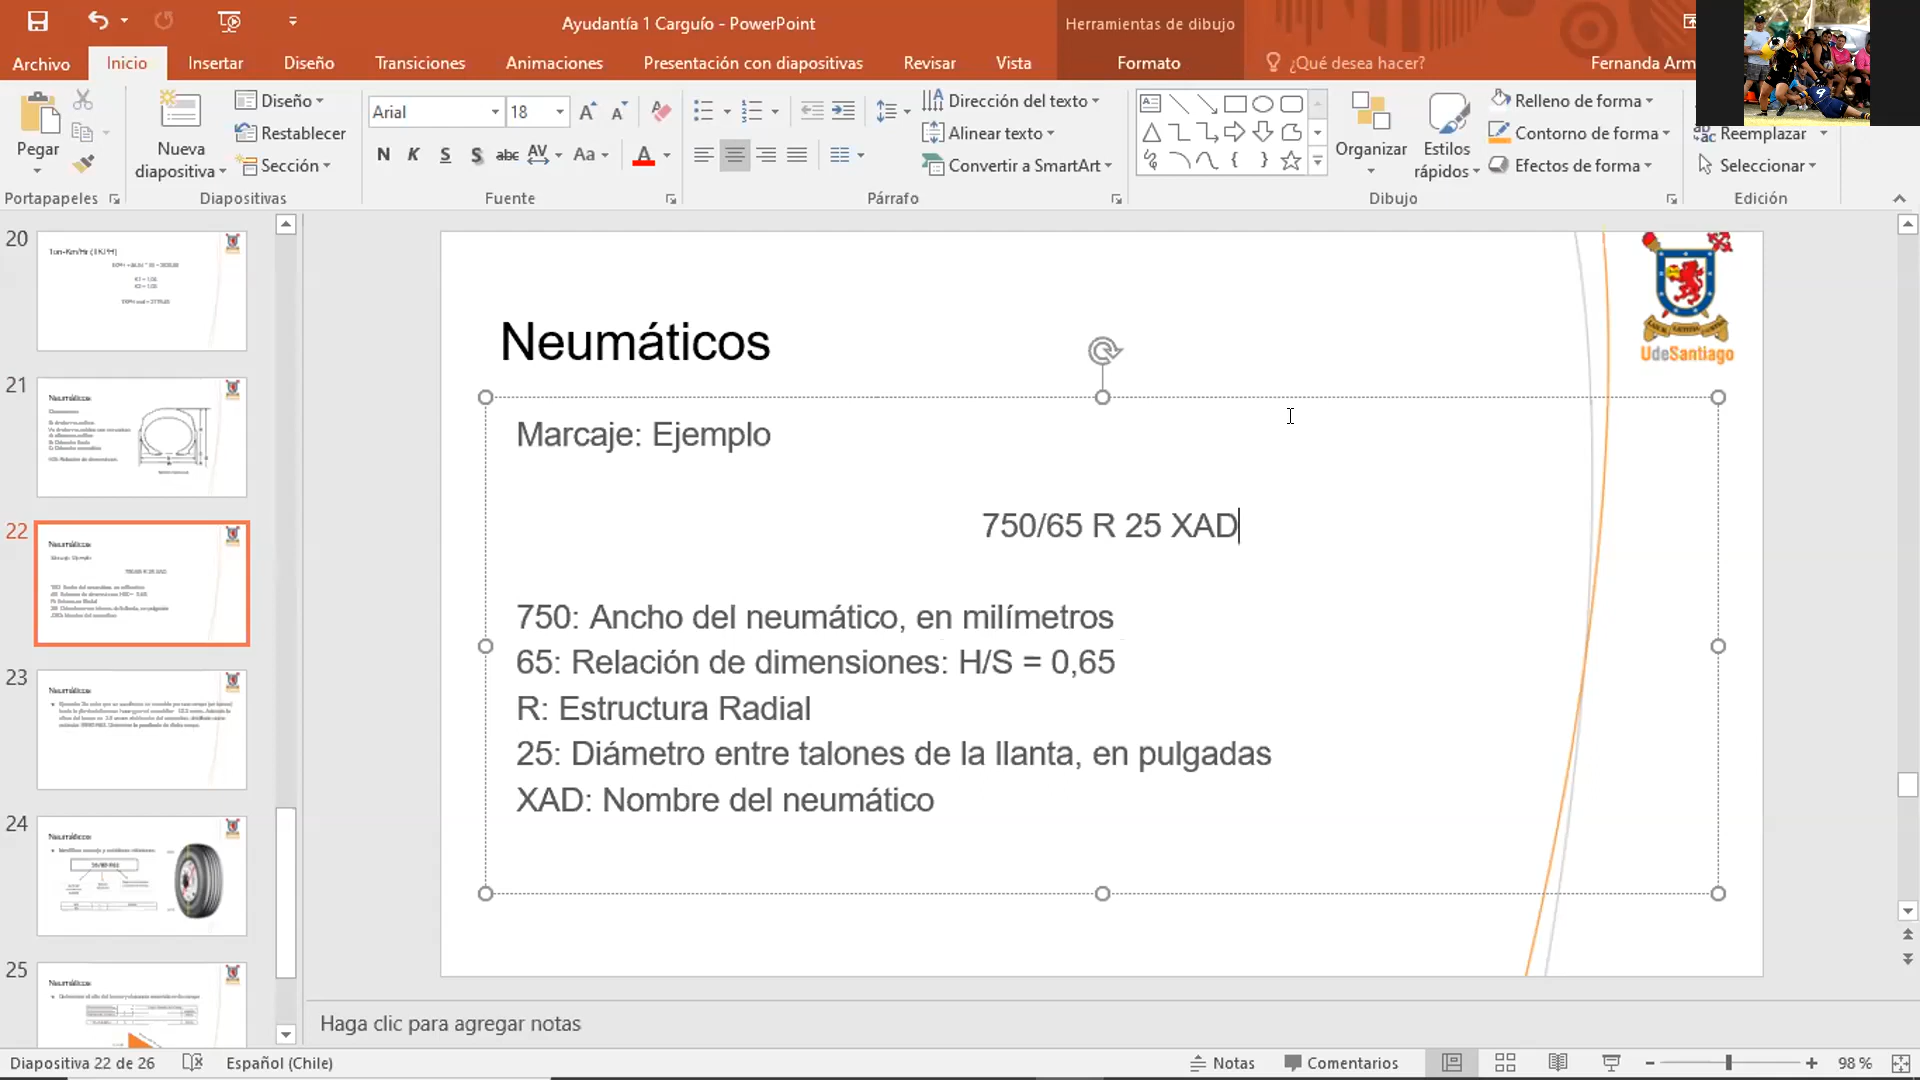 Ayudantía 1 Carguío - PowerPoint
Herramientas de dibujo
Archivo
Inicio
Insertar
Diseño
Transiciones
Animaciones
Presentación con diapositivas
Revisar
Vista
Formato
¿Qué desea hacer?
Fernanda Arm
Pegar
Nueva
diapositiva
Diseño
Restablecer
Sección
Arial
18
N K S S abc AV Aa A
Dirección del texto
Alinear texto
Convertir a SmartArt
Organizar
Estilos
rápidos
Relleno de forma
Contorno de forma
Efectos de forma
Reemplazar
Seleccionar
Portapapeles
Diapositivas
Fuente
Párrafo
Dibujo
Edición
20
21
22
23
24
25
UdeSantiago
Neumáticos
Marcaje: Ejemplo
750/65 R 25 XAD
750: Ancho del neumático, en milímetros
65: Relación de dimensiones: H/S = 0,65
R: Estructura Radial
25: Diámetro entre talones de la llanta, en pulgadas
XAD: Nombre del neumático
Haga clic para agregar notas
Diapositiva 22 de 26
Español (Chile)
Notas
Comentarios
98 %